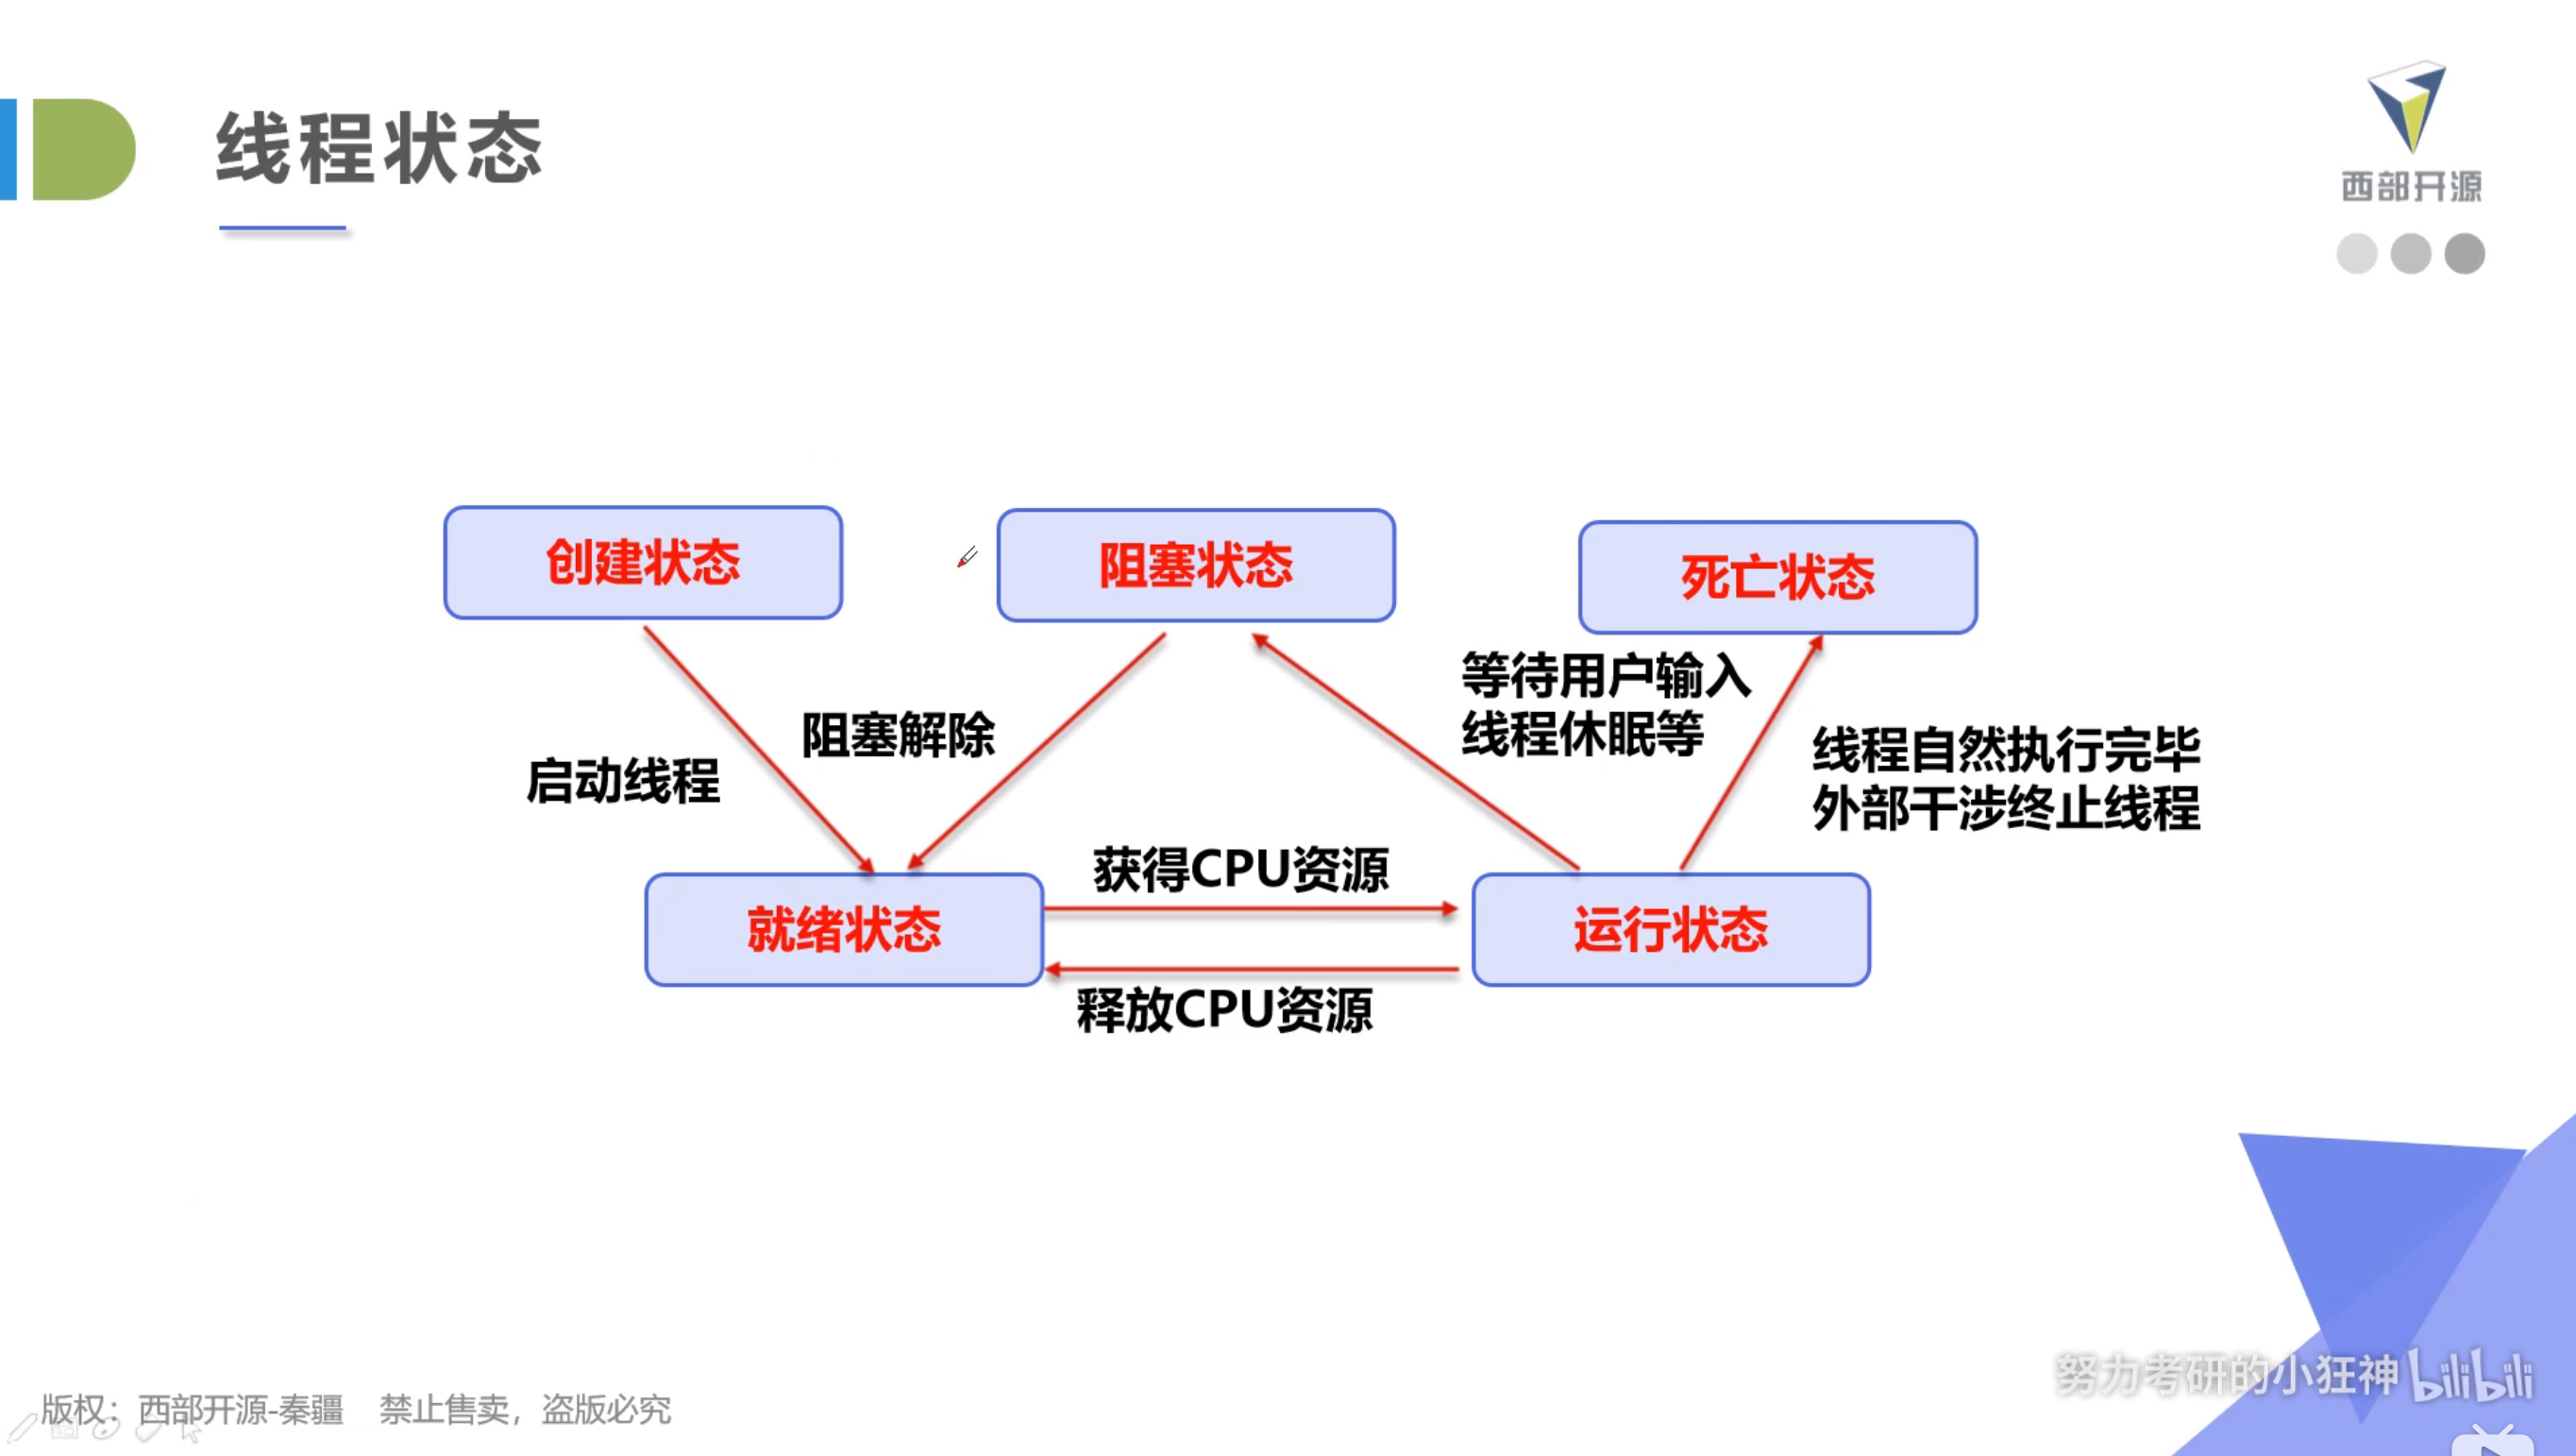 线程状态
西部开源
创建状态
阻塞状态
死亡状态
等待用户输入
线程休眠等
阻塞解除
启动线程
线程自然执行完毕
外部干涉终止线程
获得CPU资源
就绪状态
运行状态
释放CPU资源
努力考研的小狂神 bilibili
版权：西部开源-秦疆 禁止售卖，盗版必究